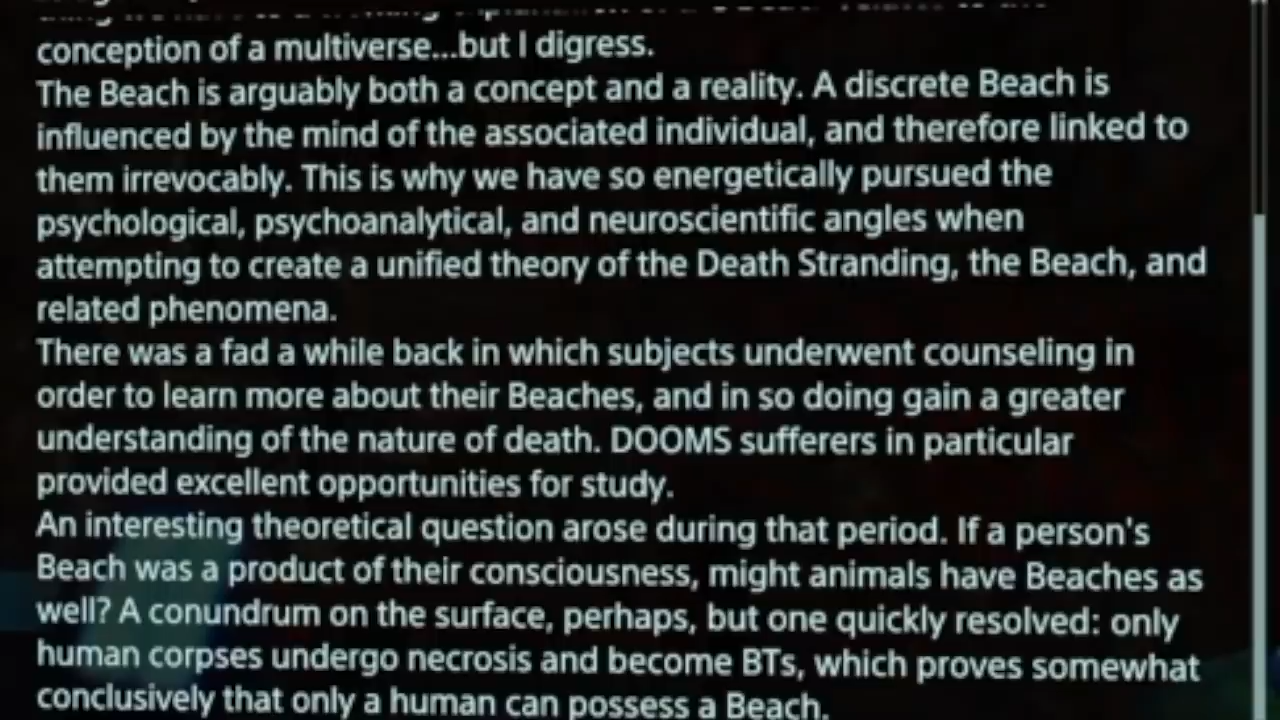 conception of a multiverse...but I digress.
The Beach is arguably both a concept and a reality. A discrete Beach is
influenced by the mind of the associated individual, and therefore linked to
them irrevocably. This is why we have so energetically pursued the
psychological, psychoanalytical, and neuroscientific angles when
attempting to create a unified theory of the Death Stranding, the Beach, and
related phenomena.
There was a fad a while back in which subjects underwent counseling in
order to learn more about their Beaches, and in so doing gain a greater
understanding of the nature of death. DOOMS sufferers in particular
provided excellent opportunities for study.
An interesting theoretical question arose during that period. If a person's
Beach was a product of their consciousness, might animals have Beaches as
well? A conundrum on the surface, perhaps, but one quickly resolved: only
human corpses undergo necrosis and become BTs, which proves somewhat
conclusively that only a human can possess a Beach.